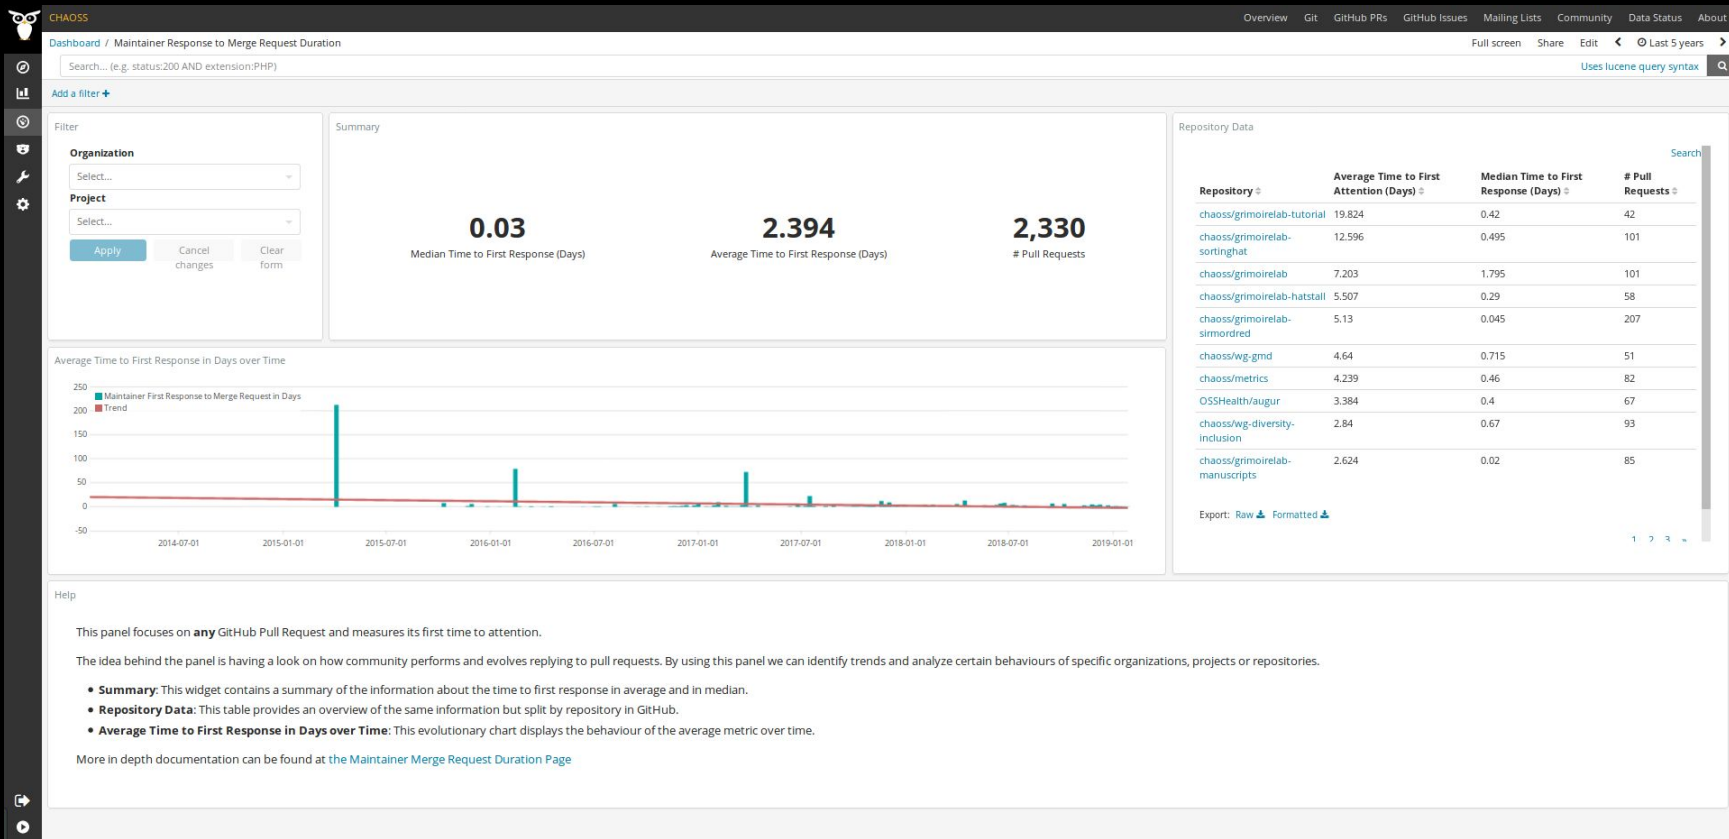 CHAOSS
Overview Git GitHub PRs GitHub Issues Mailing Lists Community Data Status About
Dashboard / Maintainer Response to Merge Request Duration
Full screen Share Edit Last 5 years
Search... (e.g. status:200 AND extension:PHP)
Uses lucene query syntax
Add a filter
Filter
Organization
Select...
Project
Select...
Apply
Cancel
changes
Clear
form
Summary
0.03
Median Time to First Response (Days)
2.394
Average Time to First Response (Days)
2,330
# Pull Requests
Repository Data
Search
Repository
Average Time to First
Attention (Days)
Median Time to First
Response (Days)
# Pull
Requests
chaoss/grimoirelab-tutorial 19.824 0.42 42
chaoss/grimoirelab- 12.596 0.495 101
sortinghat
chaoss/grimoirelab 7.203 1.795 101
chaoss/grimoirelab-hatstall 5.507 0.29 58
chaoss/grimoirelab- 5.13 0.045 207
sirmordred
chaoss/wg-gmd 4.64 0.715 51
chaoss/metrics 4.239 0.46 82
OSSHealth/augur 3.384 0.4 67
chaoss/wg-diversity- 2.84 0.67 93
inclusion
chaoss/grimoirelab- 2.624 0.02 85
manuscripts
Export: Raw Formatted
1 2 3 »
Average Time to First Response in Days over Time
250
200
150
100
50
0
-50
Maintainer First Response to Merge Request in Days
Trend
2014-07-01 2015-01-01 2015-07-01 2016-01-01 2016-07-01 2017-01-01 2017-07-01 2018-01-01 2018-07-01 2019-01-01
Help
This panel focuses on any GitHub Pull Request and measures its first time to attention.
The idea behind the panel is having a look on how community performs and evolves replying to pull requests. By using this panel we can identify trends and analyze certain behaviours of specific organizations, projects or repositories.
• Summary: This widget contains a summary of the information about the time to first response in average and in median.
• Repository Data: This table provides an overview of the same information but split by repository in GitHub.
• Average Time to First Response in Days over Time: This evolutionary chart displays the behaviour of the average metric over time.
More in depth documentation can be found at the Maintainer Merge Request Duration Page